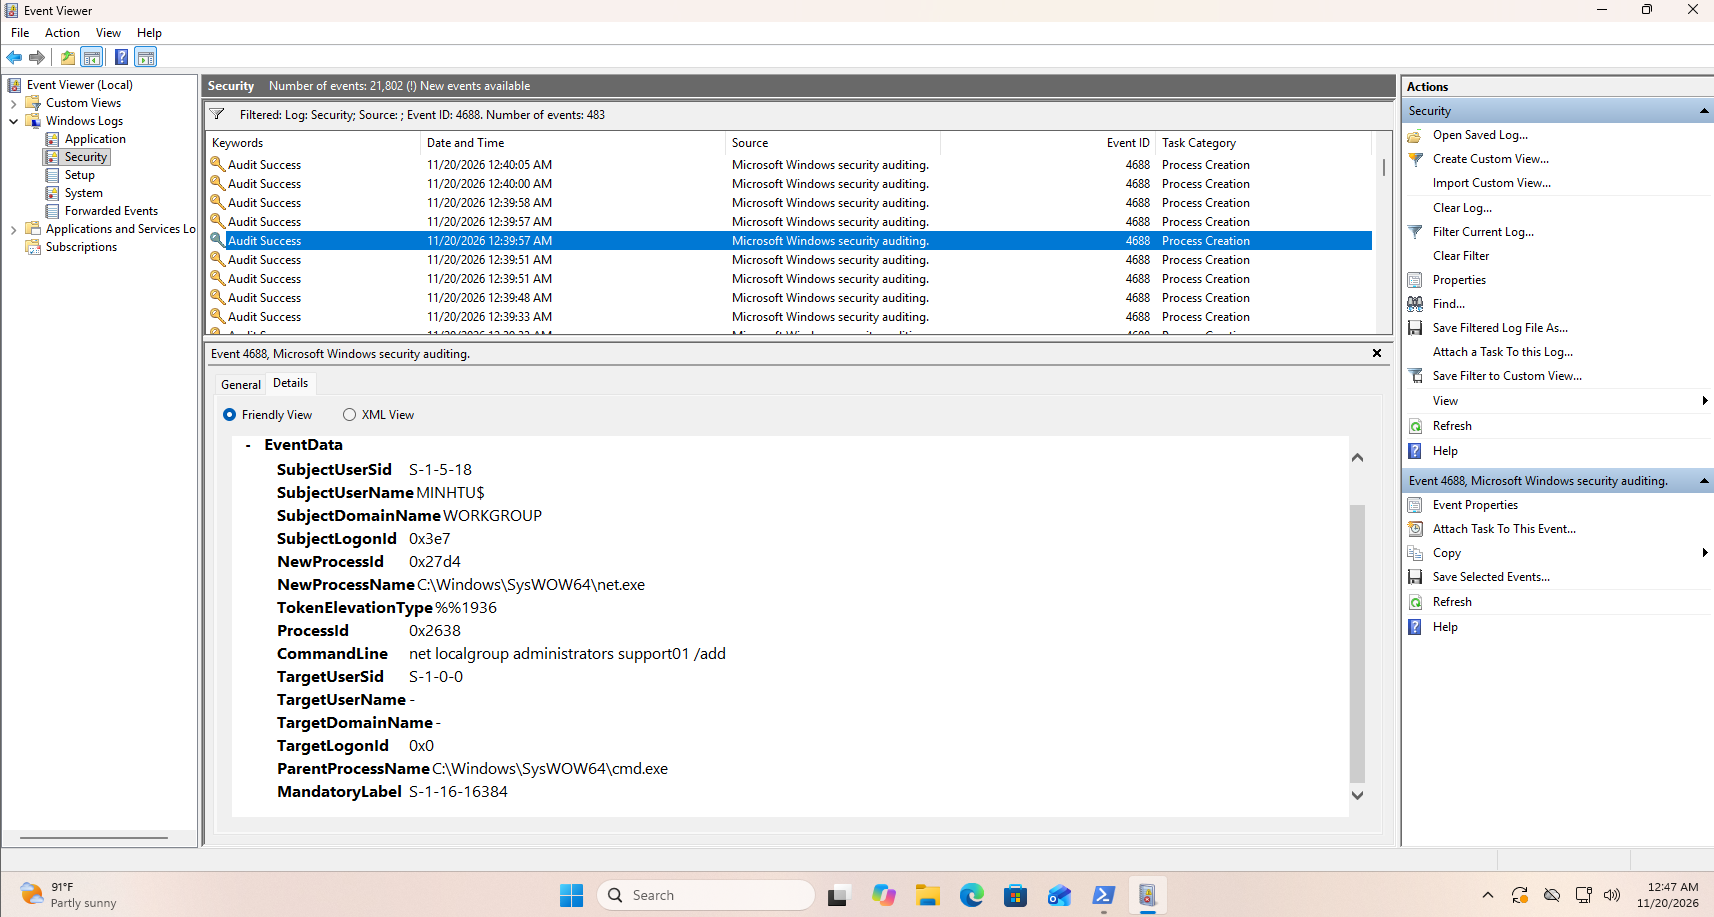 Event Viewer
File Action View Help
Event Viewer (Local)
Custom Views
Windows Logs
Application
Security
Setup
System
Forwarded Events
Applications and Services Lo
Subscriptions
Security Number of events: 21,802 (!) New events available
Filtered: Log: Security; Source: ; Event ID: 4688. Number of events: 483
Keywords Date and Time Source Event ID Task Category
Audit Success 11/20/2026 12:40:05 AM Microsoft Windows security auditing. 4688 Process Creation
Audit Success 11/20/2026 12:40:00 AM Microsoft Windows security auditing. 4688 Process Creation
Audit Success 11/20/2026 12:39:58 AM Microsoft Windows security auditing. 4688 Process Creation
Audit Success 11/20/2026 12:39:57 AM Microsoft Windows security auditing. 4688 Process Creation
Audit Success 11/20/2026 12:39:57 AM Microsoft Windows security auditing. 4688 Process Creation
Audit Success 11/20/2026 12:39:51 AM Microsoft Windows security auditing. 4688 Process Creation
Audit Success 11/20/2026 12:39:51 AM Microsoft Windows security auditing. 4688 Process Creation
Audit Success 11/20/2026 12:39:48 AM Microsoft Windows security auditing. 4688 Process Creation
Audit Success 11/20/2026 12:39:33 AM Microsoft Windows security auditing. 4688 Process Creation
Event 4688, Microsoft Windows security auditing.
General Details
Friendly View XML View
- EventData
SubjectUserSid S-1-5-18
SubjectUserName MINHTU$
SubjectDomainName WORKGROUP
SubjectLogonId 0x3e7
NewProcessId 0x27d4
NewProcessName C:\Windows\SysWOW64\net.exe
TokenElevationType %%1936
ProcessId 0x2638
CommandLine net localgroup administrators support01 /add
TargetUserSid S-1-0-0
TargetUserName -
TargetDomainName -
TargetLogonId 0x0
ParentProcessName C:\Windows\SysWOW64\cmd.exe
MandatoryLabel S-1-16-16384
Actions
Security
Open Saved Log...
Create Custom View...
Import Custom View...
Clear Log...
Filter Current Log...
Clear Filter
Properties
Find...
Save Filtered Log File As...
Attach a Task To this Log...
Save Filter to Custom View...
View
Refresh
Help
Event 4688, Microsoft Windows security auditing.
Event Properties
Attach Task To This Event...
Copy
Save Selected Events...
Refresh
Help
91°F
Partly sunny
Search
12:47 AM
11/20/2026